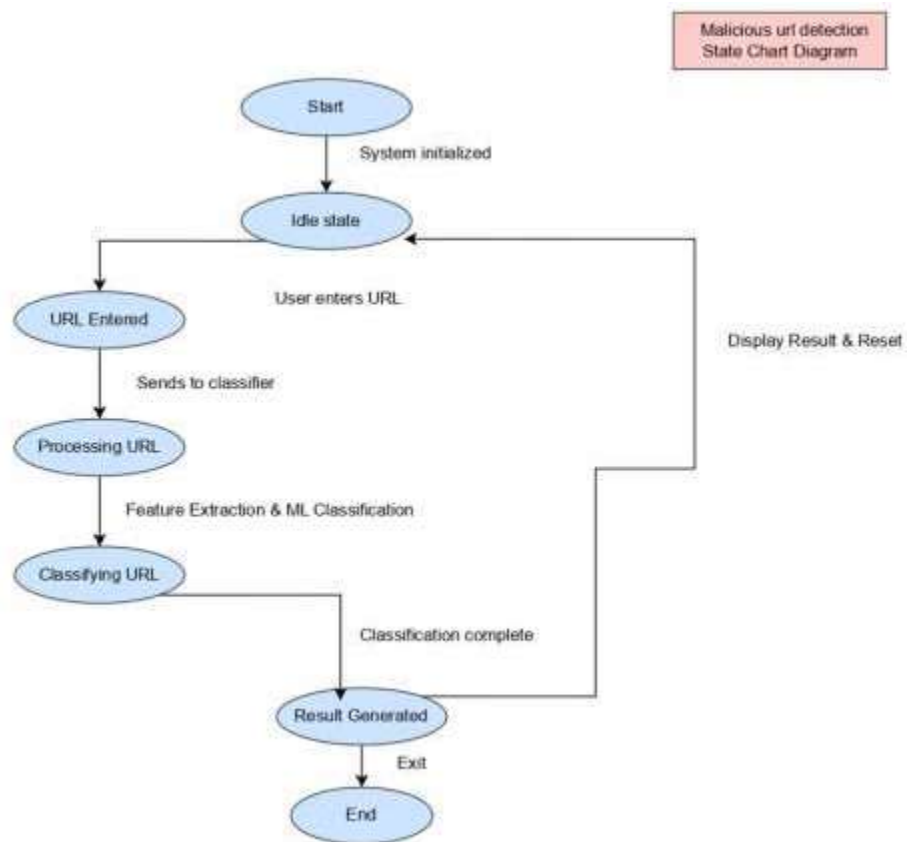 Malicious url detection
State Chart Diagram
Start
System initialized
Idle state
User enters URL
URL Entered
Display Result & Reset
Sends to classifier
Processing URL
Feature Extraction & ML Classification
Classifying URL
Classification complete
Result Generated
Exit
End